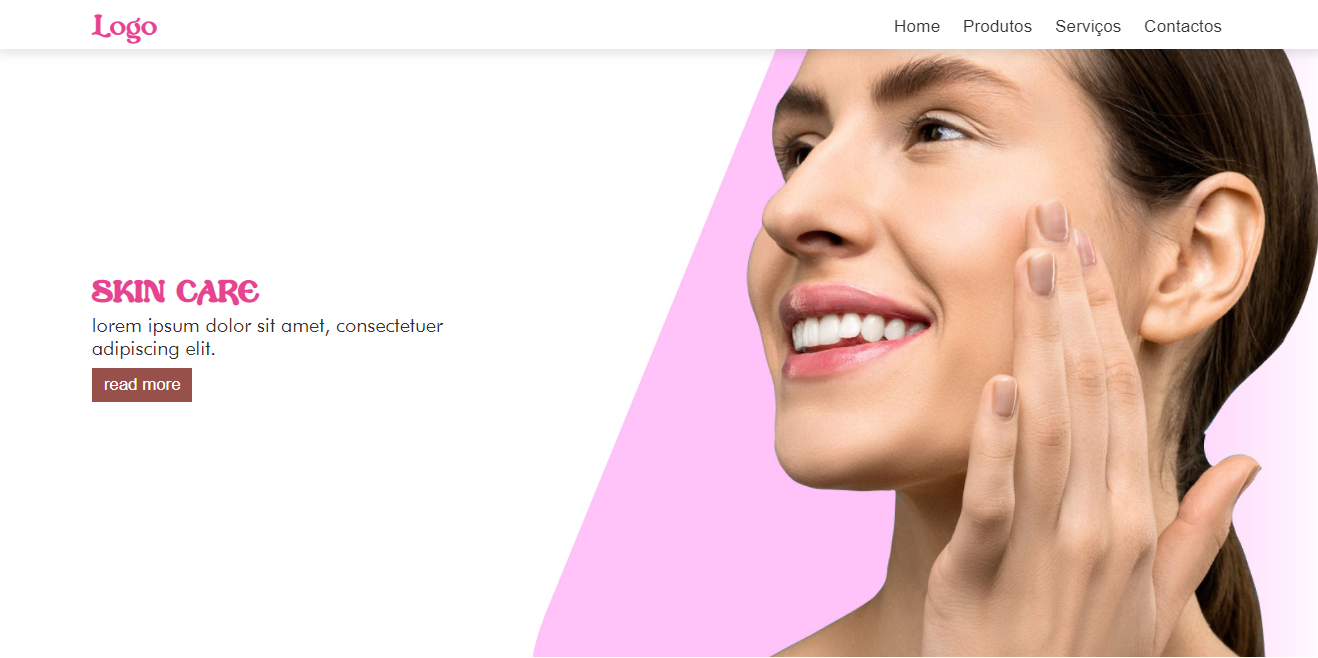 Logo
Home Produtos Serviços Contactos
SKIN CARE
lorem ipsum dolor sit amet, consectetuer
adipiscing elit.
read more